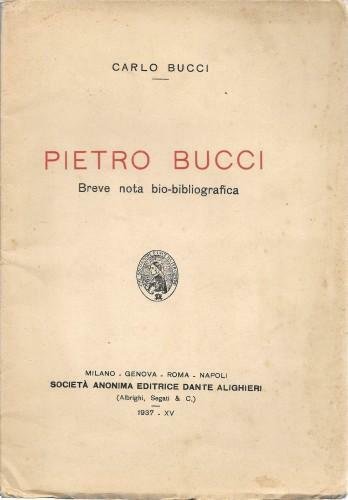 CARLO BUCCI
PIETRO BUCCI
Breve nota bio-bibliografica
MILANO - GENOVA - ROMA - NAPOLI
SOCIETÀ ANONIMA EDITRICE DANTE ALIGHIERI
(Albrighi, Segati & C.)
1937 - XV